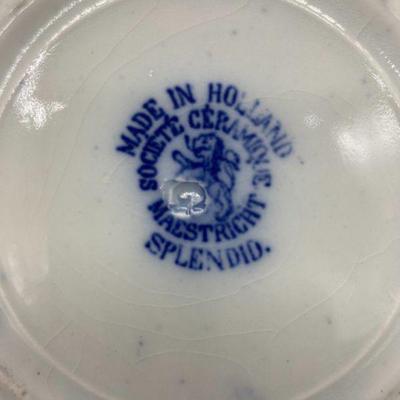 MADE IN HOLLAND
SOCIÉTÉ CÉRAMIQUE
MAESTRICHT
SPLENDID.